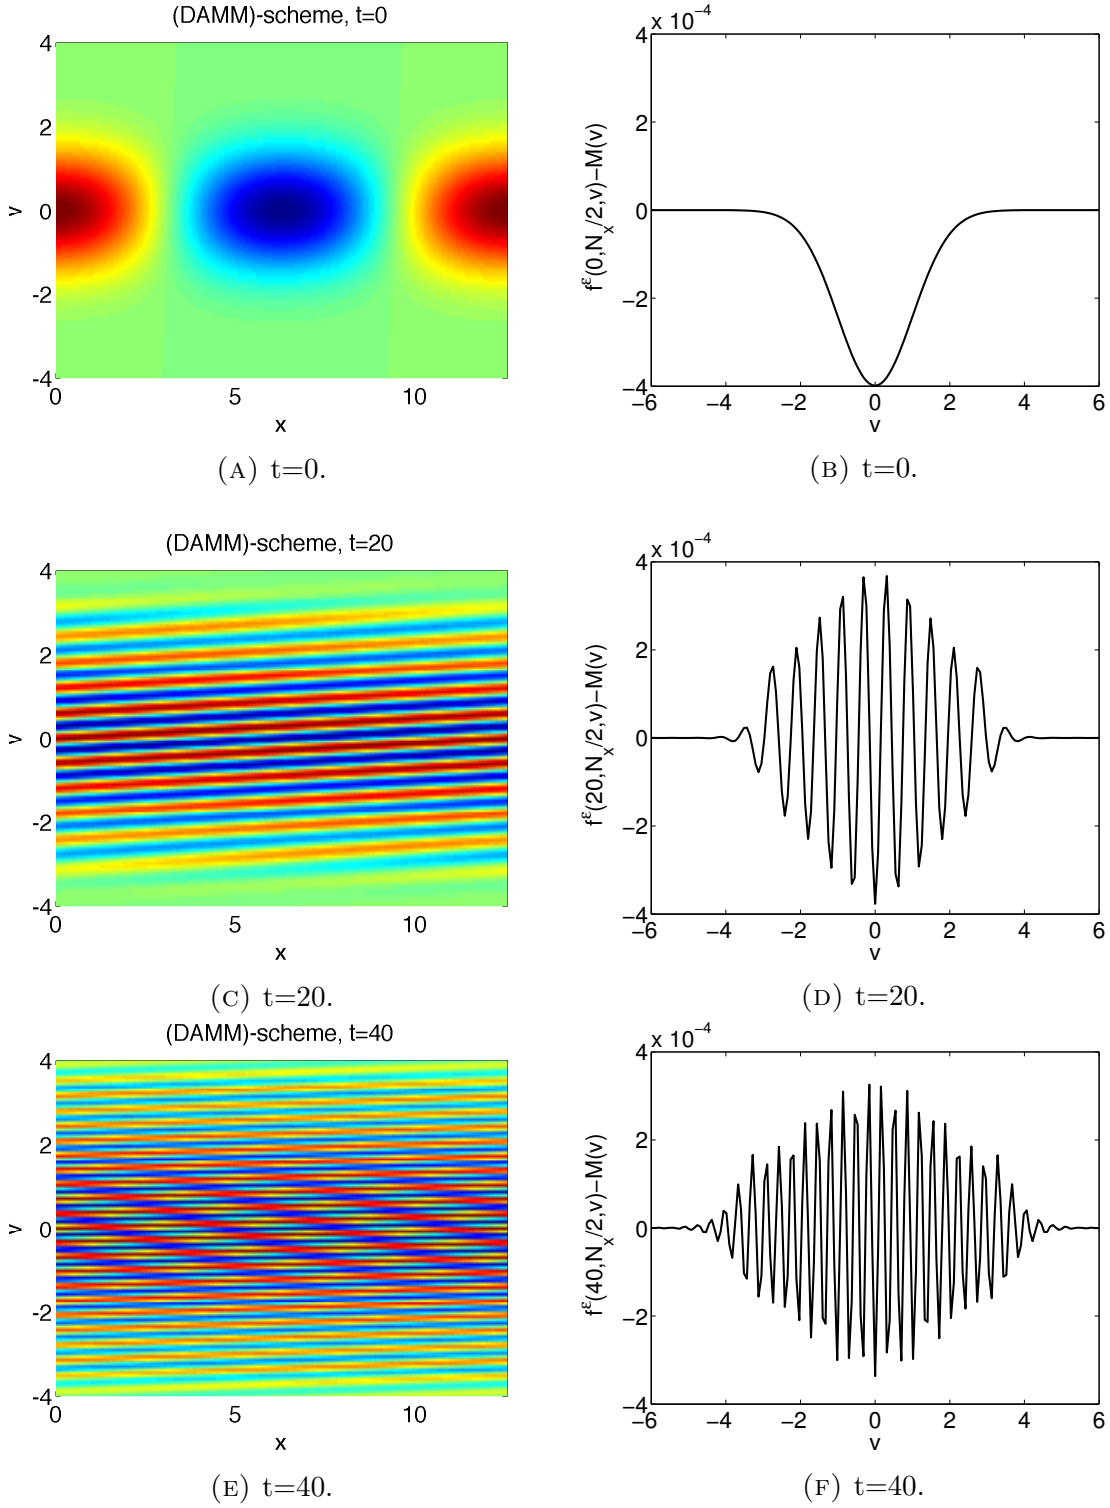 (DAMM)-scheme, t=0
4
2
0
-2
-4
v
0 5 10
x
(A) t=0.
4 x 10⁻⁴
2
0
−2
−4
f^ε(0,N_x/2,v)−M(v)
−6 −4 −2 0 2 4 6
v
(B) t=0.
(DAMM)-scheme, t=20
4
2
0
-2
-4
v
0 5 10
x
(C) t=20.
4 x 10⁻⁴
2
0
−2
−4
f^ε(20,N_x/2,v)−M(v)
−6 −4 −2 0 2 4 6
v
(D) t=20.
(DAMM)-scheme, t=40
4
2
0
-2
-4
v
0 5 10
x
(E) t=40.
4 x 10⁻⁴
2
0
−2
−4
f^ε(40,N_x/2,v)−M(v)
−6 −4 −2 0 2 4 6
v
(F) t=40.